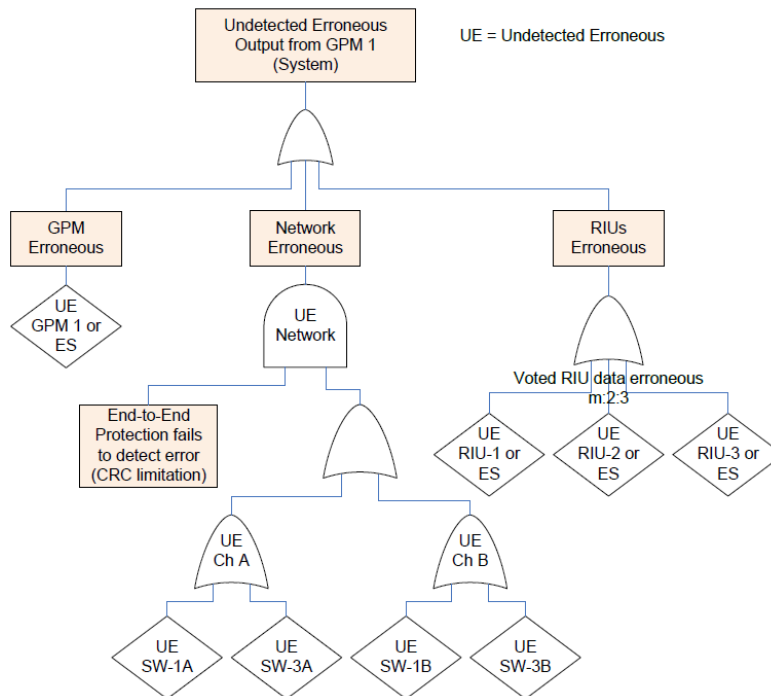 Undetected Erroneous
Output from GPM 1
(System)
UE = Undetected Erroneous
GPM
Erroneous
Network
Erroneous
RIUs
Erroneous
UE
GPM 1 or
ES
UE
Network
Voted RIU data erroneous
m:2:3
End-to-End
Protection fails
to detect error
(CRC limitation)
UE
RIU-1 or
ES
UE
RIU-2 or
ES
UE
RIU-3 or
ES
UE
Ch A
UE
Ch B
UE
SW-1A
UE
SW-3A
UE
SW-1B
UE
SW-3B